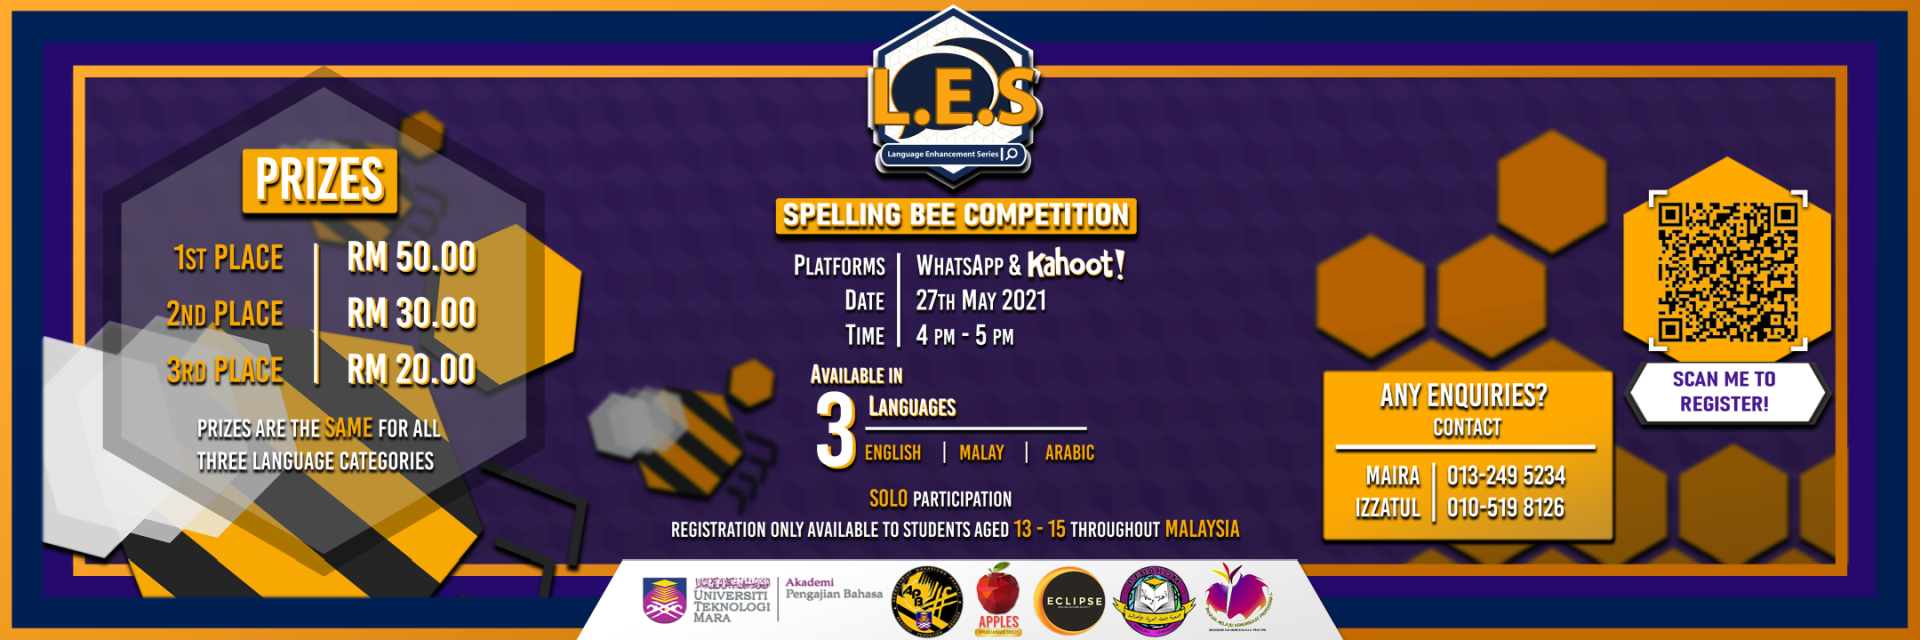 L.E.S
Language Enhancement Series
SPELLING BEE COMPETITION
PLATFORMS | WHATSAPP & Kahoot!
DATE | 27TH MAY 2021
TIME | 4 PM - 5 PM
AVAILABLE IN
3 LANGUAGES
ENGLISH | MALAY | ARABIC
SOLO PARTICIPATION
REGISTRATION ONLY AVAILABLE TO STUDENTS AGED 13 - 15 THROUGHOUT MALAYSIA
PRIZES
1ST PLACE | RM 50.00
2ND PLACE | RM 30.00
3RD PLACE | RM 20.00
PRIZES ARE THE SAME FOR ALL
THREE LANGUAGE CATEGORIES
SCAN ME TO
REGISTER!
ANY ENQUIRIES?
CONTACT
MAIRA | 013-249 5234
IZZATUL | 010-519 8126
UNIVERSITI
TEKNOLOGI
MARA
Akademi
Pengajian Bahasa
APB
APPLES
ECLIPSE